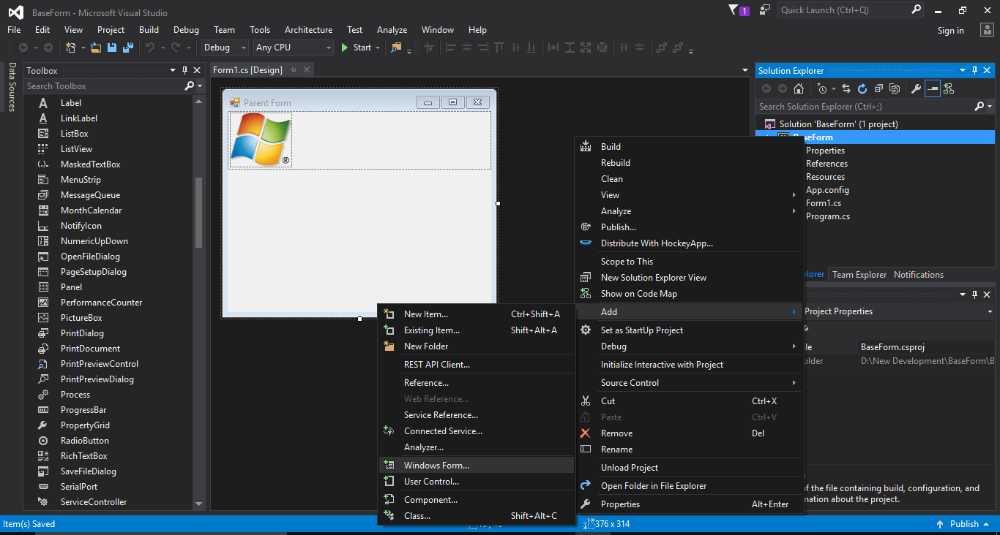 BaseForm - Microsoft Visual Studio
1
Quick Launch (Ctrl+Q)
File Edit View Project Build Debug Team Tools Architecture Test Analyze Window Help
Sign in
Debug Any CPU Start
Data Sources
Toolbox
Search Toolbox
Label
LinkLabel
ListBox
ListView
MaskedTextBox
MenuStrip
MessageQueue
MonthCalendar
NotifyIcon
NumericUpDown
OpenFileDialog
PageSetupDialog
Panel
PerformanceCounter
PictureBox
PrintDialog
PrintDocument
PrintPreviewControl
PrintPreviewDialog
Process
ProgressBar
PropertyGrid
RadioButton
RichTextBox
SaveFileDialog
SerialPort
ServiceController
Form1.cs [Design]
Parent Form
®
New Item... Ctrl+Shift+A
Existing Item... Shift+Alt+A
New Folder
REST API Client...
Reference...
Web Reference...
Service Reference...
Connected Service...
Analyzer...
Windows Form...
User Control...
Component...
Class... Shift+Alt+C
Build
Rebuild
Clean
View
Analyze
Publish...
Distribute With HockeyApp...
Scope to This
New Solution Explorer View
Show on Code Map
Add
Set as StartUp Project
Debug
Initialize Interactive with Project
Source Control
Cut Ctrl+X
Paste Ctrl+V
Remove Del
Rename
Unload Project
Open Folder in File Explorer
Properties Alt+Enter
Solution Explorer
Search Solution Explorer (Ctrl+;)
Solution 'BaseForm' (1 project)
BaseForm
Properties
References
Resources
App.config
Form1.cs
Program.cs
plorer Team Explorer Notifications
Project Properties
le BaseForm.csproj
older D:\New Development\BaseForm\B
of the file containing build, configuration, and
mation about the project.
Item(s) Saved
376 x 314
Publish